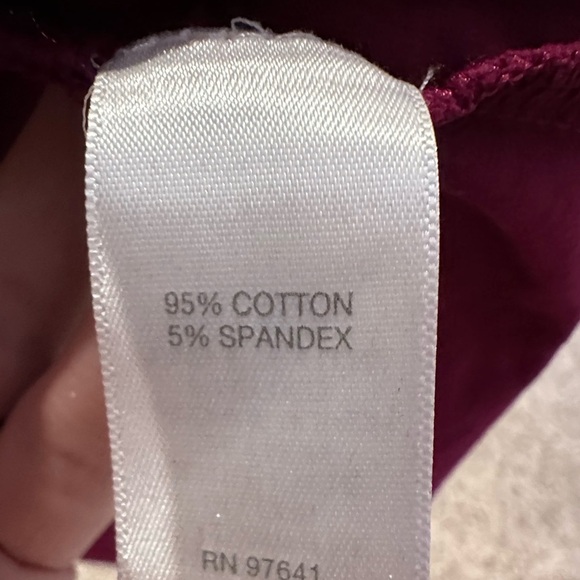 95% COTTON
5% SPANDEX
RN 97641